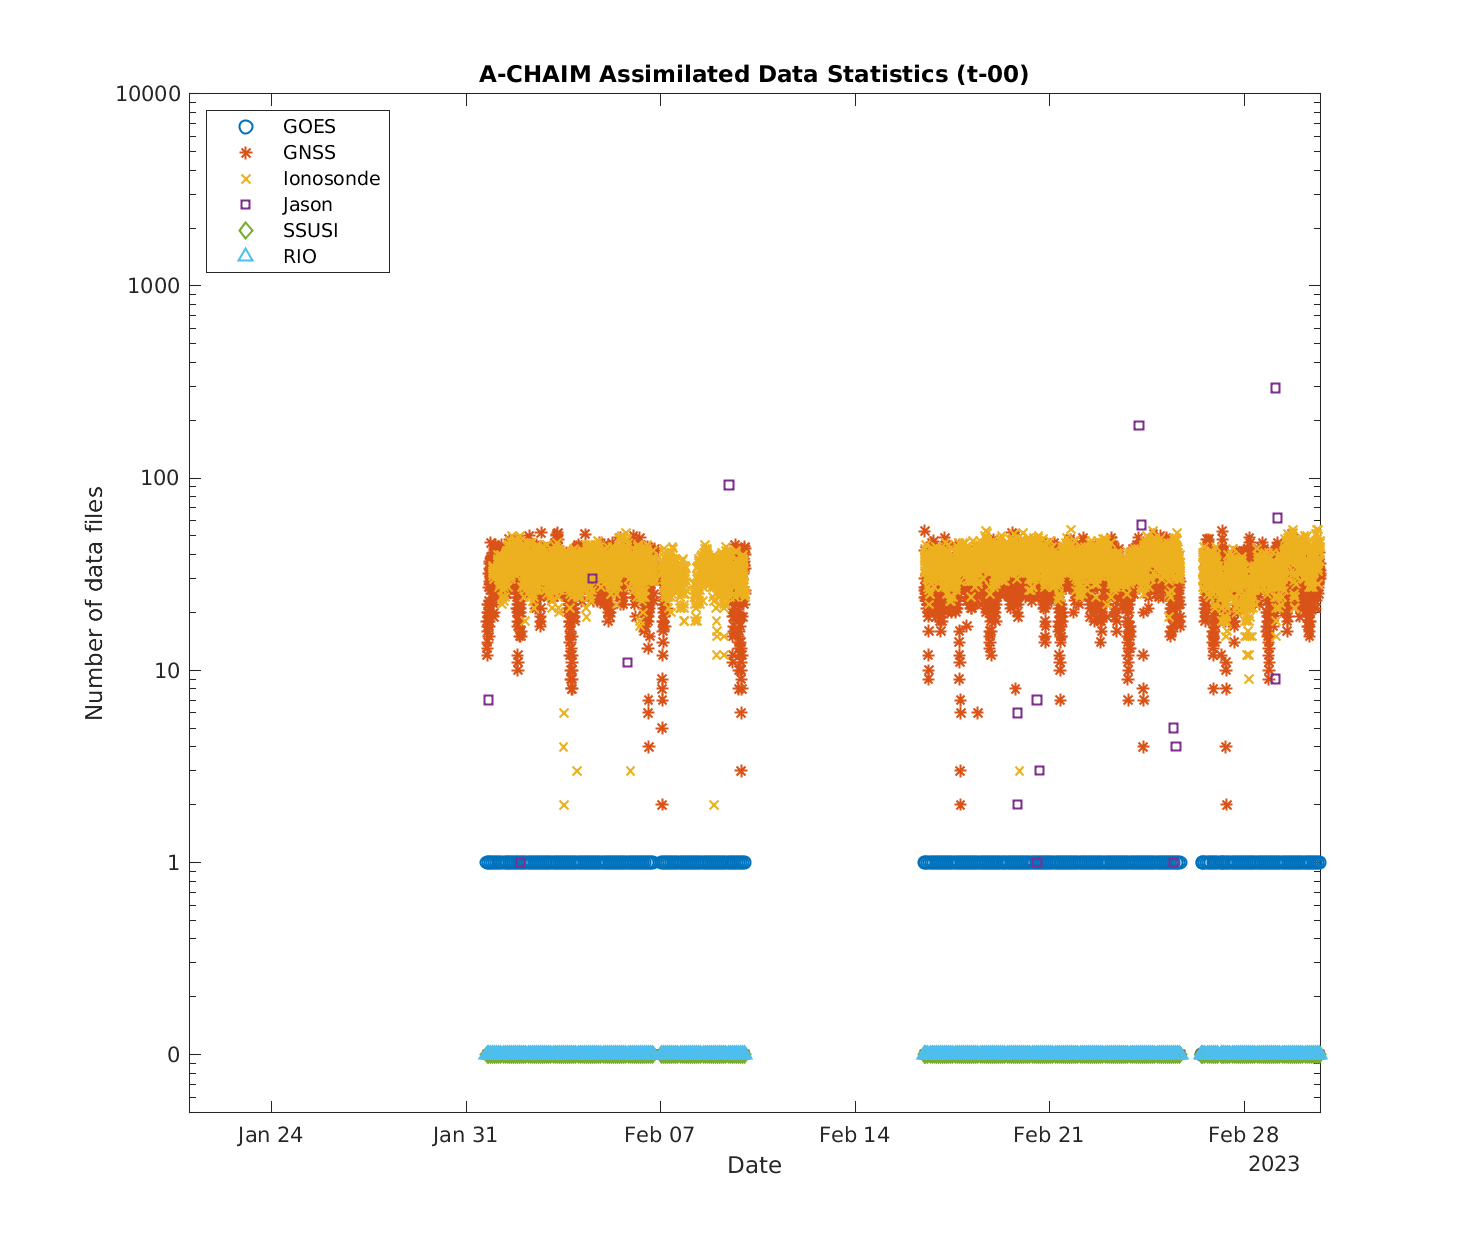 A-CHAIM Assimilated Data Statistics (t-00)
10000
1000
100
10
1
0
Number of data files
GOES
GNSS
Ionosonde
Jason
SSUSI
RIO
Jan 24
Jan 31
Feb 07
Feb 14
Feb 21
Feb 28
2023
Date